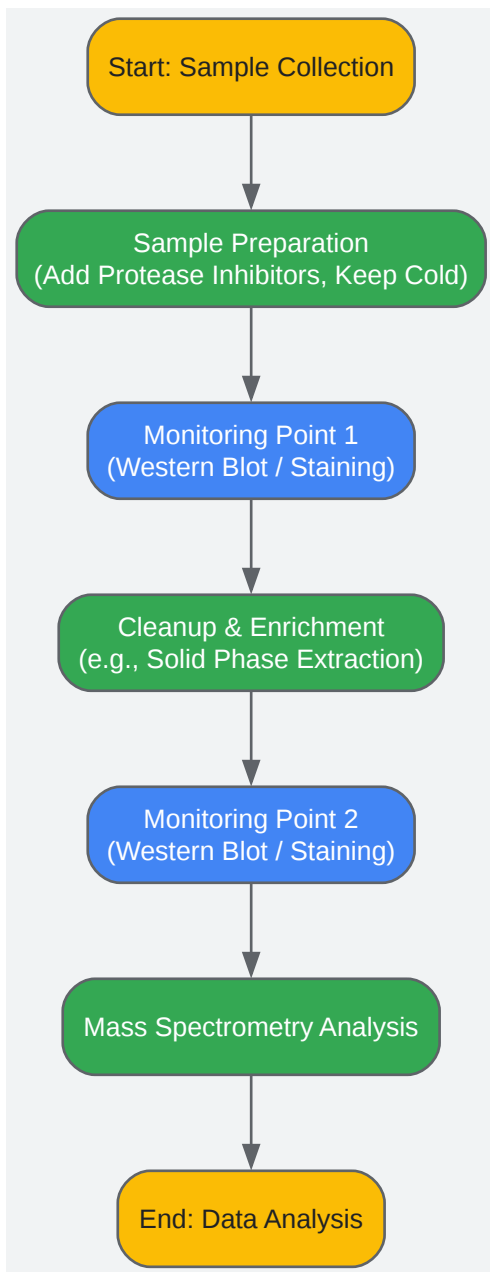 Start: Sample Collection
Sample Preparation
(Add Protease Inhibitors, Keep Cold)
Monitoring Point 1
(Western Blot / Staining)
Cleanup & Enrichment
(e.g., Solid Phase Extraction)
Monitoring Point 2
(Western Blot / Staining)
Mass Spectrometry Analysis
End: Data Analysis